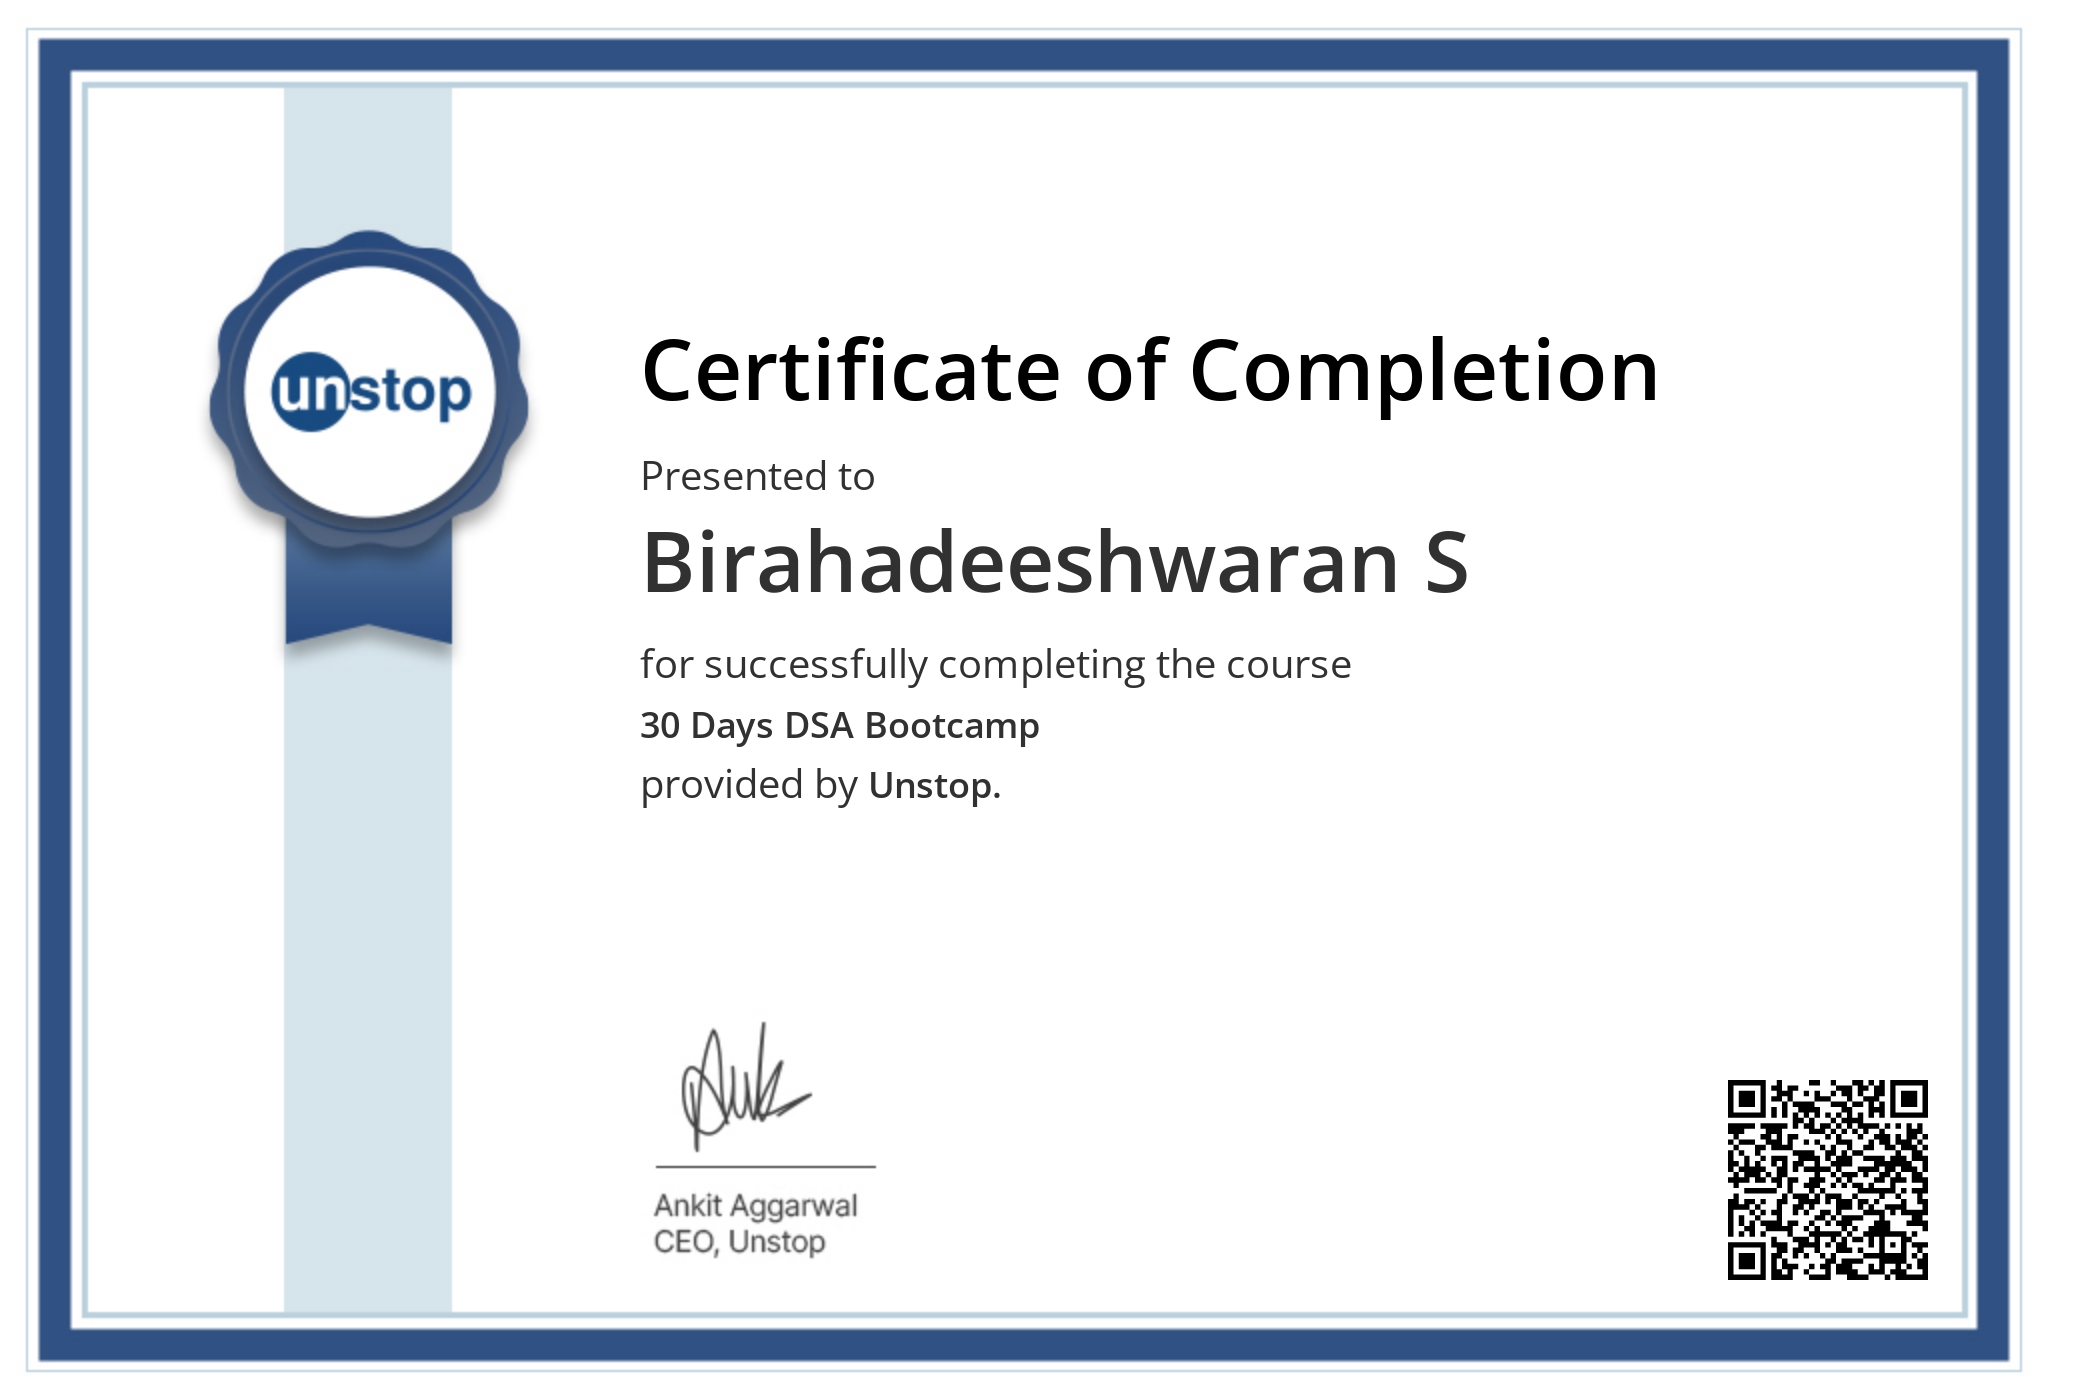 unstop
Certificate of Completion
Presented to
Birahadeeshwaran S
for successfully completing the course
30 Days DSA Bootcamp
provided by Unstop.
Ankit Aggarwal
CEO, Unstop